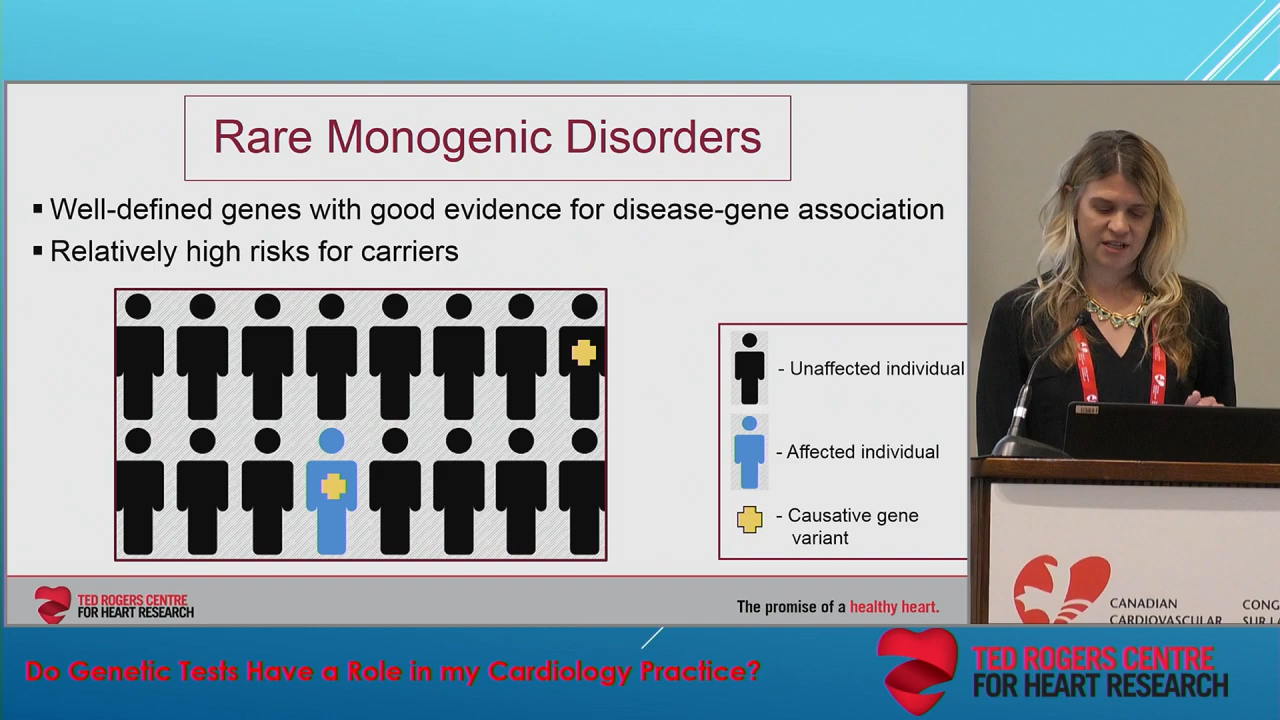 Rare Monogenic Disorders
▪ Well-defined genes with good evidence for disease-gene association
▪ Relatively high risks for carriers
- Unaffected individual
- Affected individual
- Causative gene
variant
TED ROGERS CENTRE
FOR HEART RESEARCH
The promise of a healthy heart.
CANADIAN
CARDIOVASCULAR
CONG
SUR LA
Do Genetic Tests Have a Role in my Cardiology Practice?
TED ROGERS CENTRE
FOR HEART RESEARCH